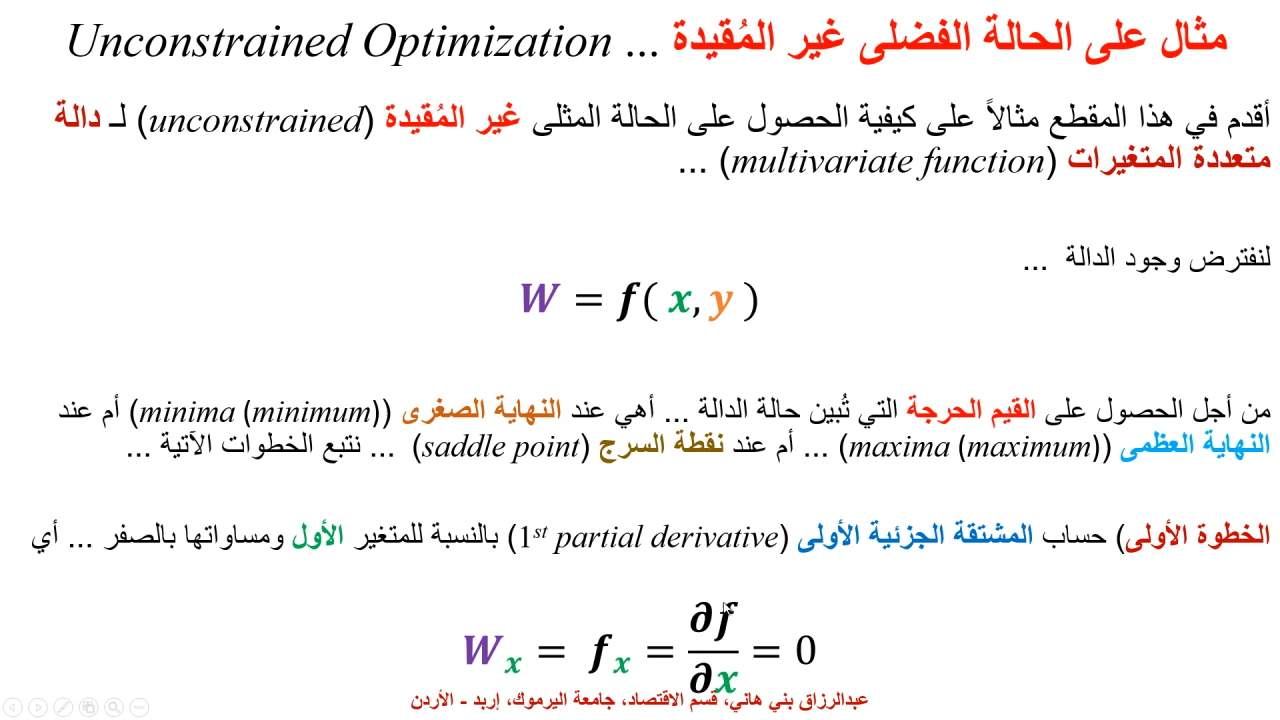 مثال على الحالة الفضلى غير المُقيدة ... Unconstrained Optimization
أقدم في هذا المقطع مثالاً على كيفية الحصول على الحالة المثلى غير المُقيدة (unconstrained) لـ دالة
متعددة المتغيرات (multivariate function) ...
لنفترض وجود الدالة ...
W = f( x, y )
من أجل الحصول على القيم الحرجة التي تُبين حالة الدالة ... أهي عند النهاية الصغرى (minima (minimum)) أم عند
النهاية العظمى (maxima (maximum)) ... أم عند نقطة السرج (saddle point) ... نتبع الخطوات الآتية ...
الخطوة الأولى) حساب المشتقة الجزئية الأولى (1st partial derivative) بالنسبة للمتغير الأول ومساواتها بالصفر ... أي
Wₓ = fₓ = ∂f/∂x = 0
عبدالرزاق بني هاني، قسم الاقتصاد، جامعة اليرموك، إربد - الأردن